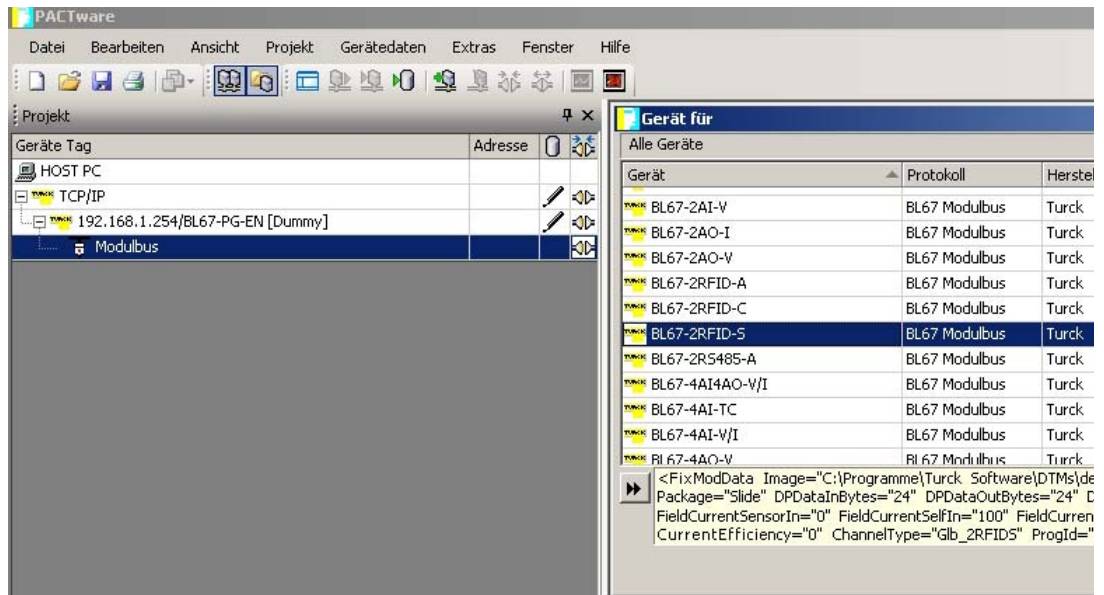 PACTware
Datei Bearbeiten Ansicht Projekt Gerätedaten Extras Fenster Hilfe
Projekt
Geräte Tag Adresse
HOST PC
TCP/IP
192.168.1.254/BL67-PG-EN [Dummy]
Modulbus
Gerät für
Alle Geräte
Gerät Protokoll Herstel
BL67-2AI-V BL67 Modulbus Turck
BL67-2AO-I BL67 Modulbus Turck
BL67-2AO-V BL67 Modulbus Turck
BL67-2RFID-A BL67 Modulbus Turck
BL67-2RFID-C BL67 Modulbus Turck
BL67-2RFID-S BL67 Modulbus Turck
BL67-2RS485-A BL67 Modulbus Turck
BL67-4AI4AO-V/I BL67 Modulbus Turck
BL67-4AI-TC BL67 Modulbus Turck
BL67-4AI-V/I BL67 Modulbus Turck
BL67-4AO-V BL67 Modulbus Turck
<FixModData Image="C:\Programme\Turck Software\DTMs\de
Package="Slide" DPDataInBytes="24" DPDataOutBytes="24" D
FieldCurrentSensorIn="0" FieldCurrentSelfIn="100" FieldCurren
CurrentEfficiency="0" ChannelType="Glb_2RFIDS" ProgId="